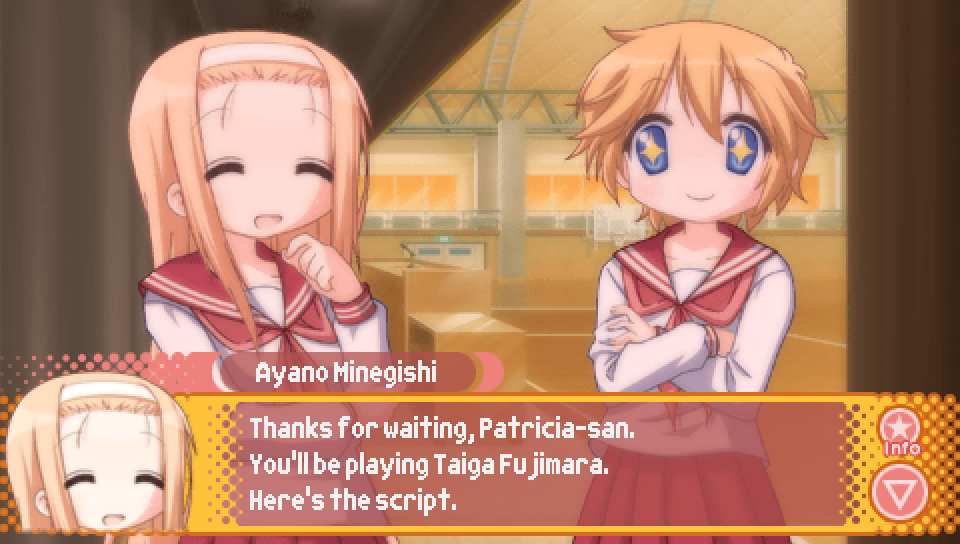 Ayano Minegishi
Thanks for waiting, Patricia-san.
You'll be playing Taiga Fujimara.
Here's the script.
Info